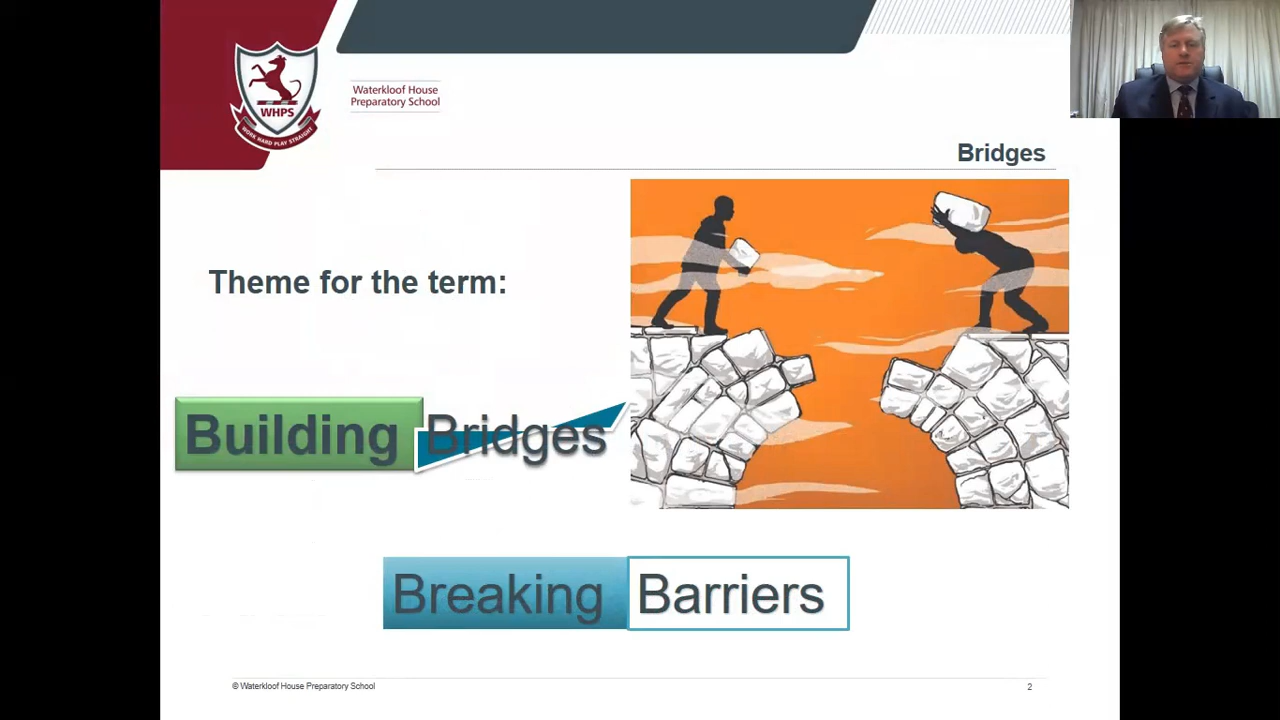 WHPS
WORK HARD PLAY STRAIGHT
Waterkloof House
Preparatory School
Bridges
Theme for the term:
Building Bridges
Breaking Barriers
© Waterkloof House Preparatory School
2